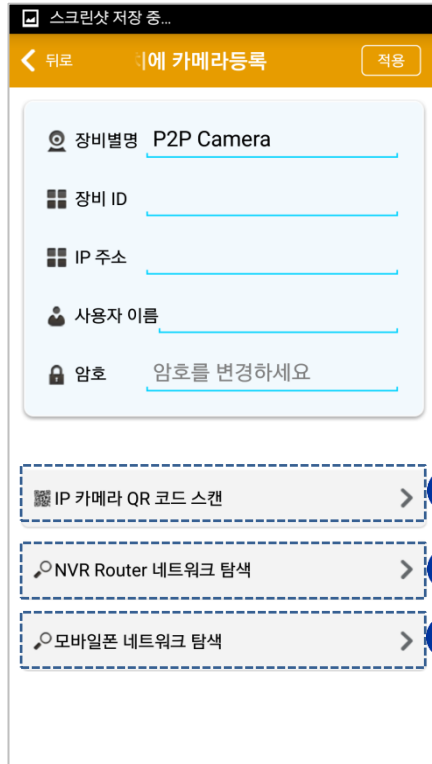 스크린샷 저장 중...
뒤로
에 카메라등록
적용
장비별명 P2P Camera
장비 ID
IP 주소
사용자 이름
암호 암호를 변경하세요
IP 카메라 QR 코드 스캔
NVR Router 네트워크 탐색
모바일폰 네트워크 탐색